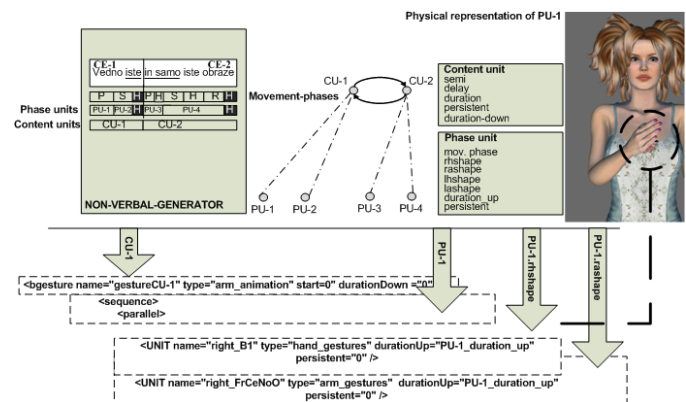 Physical representation of PU-1
CE-1 CE-2
Vedno iste in samo iste obraze
P S H P H S H R H
Phase units PU-1 PU-2 H PU-3 PU-4 H
Content units CU-1 CU-2
NON-VERBAL-GENERATOR
Movement-phases
CU-1 CU-2
PU-1 PU-2 PU-3 PU-4
Content unit
semi
delay
duration
persistent
duration-down
Phase unit
mov. phase
rhshape
rashape
lhshape
lashape
duration_up
persistent
CU-1
PU-1
PU-1.rhshape
PU-1.rashape
<bgesture name="gestureCU-1" type="arm_animation" start=0" durationDown ="0"
<sequence>
<parallel>
<UNIT name="right_B1" type="hand_gestures" durationUp="PU-1_duration_up"
persistent="0" />
<UNIT name="right_FrCeNoO" type="arm_gestures" durationUp="PU-1_duration_up"
persistent="0" />